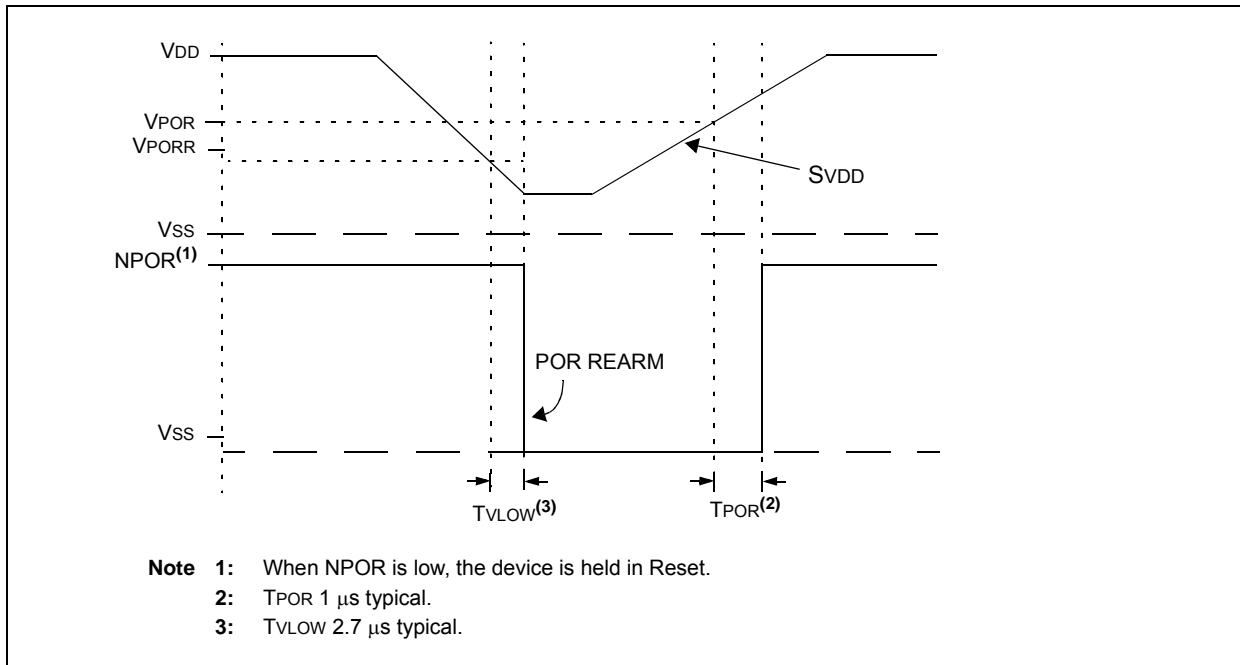 VDD
VPOR
VPORR
SVDD
VSS
NPOR(1)
POR REARM
VSS
TVLOW(3)
TPOR(2)
Note 1: When NPOR is low, the device is held in Reset.
2: TPOR 1 μs typical.
3: TVLOW 2.7 μs typical.